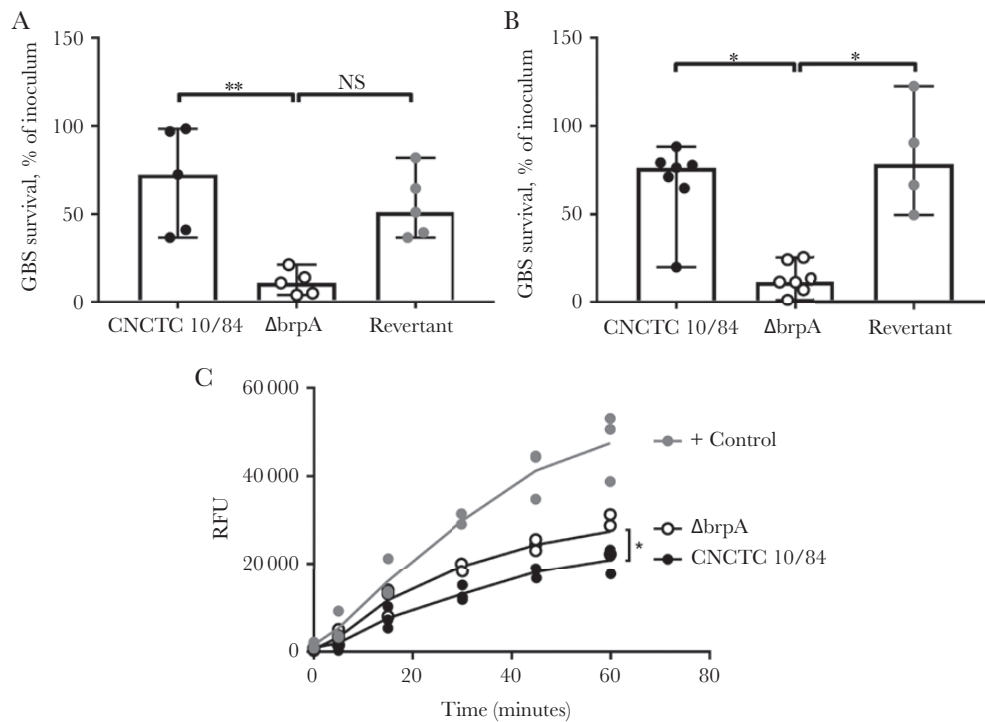 A
GBS survival, % of inoculum
150
100
50
0
**
NS
CNCTC 10/84
ΔbrpA
Revertant
B
GBS survival, % of inoculum
150
100
50
0
*
*
CNCTC 10/84
ΔbrpA
Revertant
C
RFU
60 000
40 000
20 000
0
0
20
40
60
80
Time (minutes)
+ Control
ΔbrpA
*
CNCTC 10/84